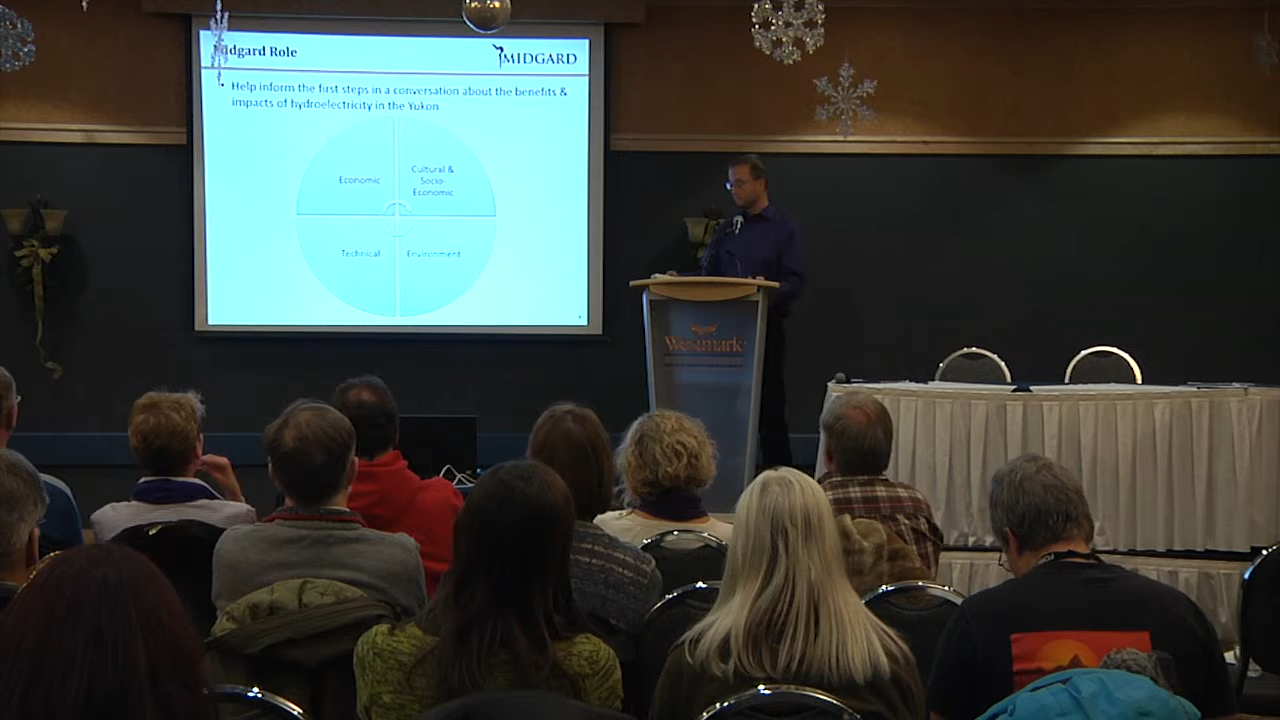 Midgard Role
MIDGARD
• Help inform the first steps in a conversation about the benefits &
impacts of hydroelectricity in the Yukon
Economic
Cultural &
Socio-
Economic
Technical
Environment
Westmark